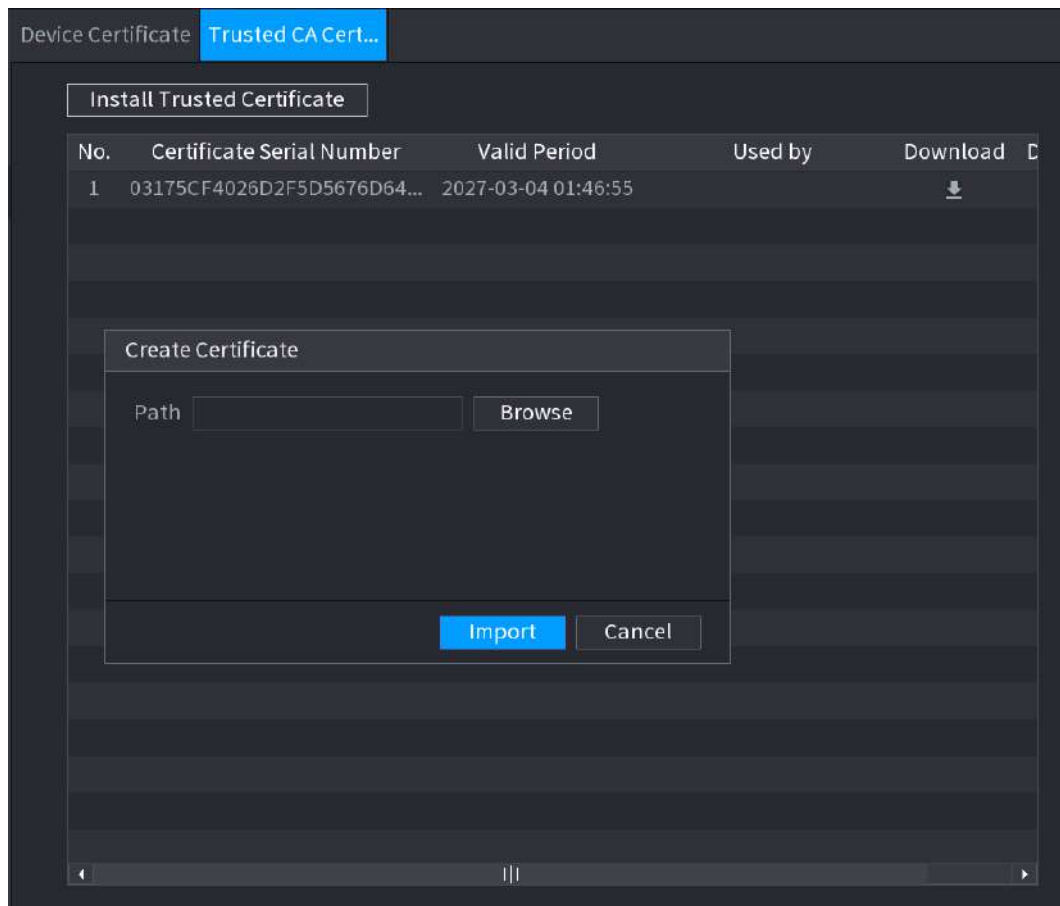 Device Certificate Trusted CA Cert...
Install Trusted Certificate
No. Certificate Serial Number Valid Period Used by Download D
1 03175CF4026D2F5D5676D64... 2027-03-04 01:46:55
Create Certificate
Path Browse
Import Cancel